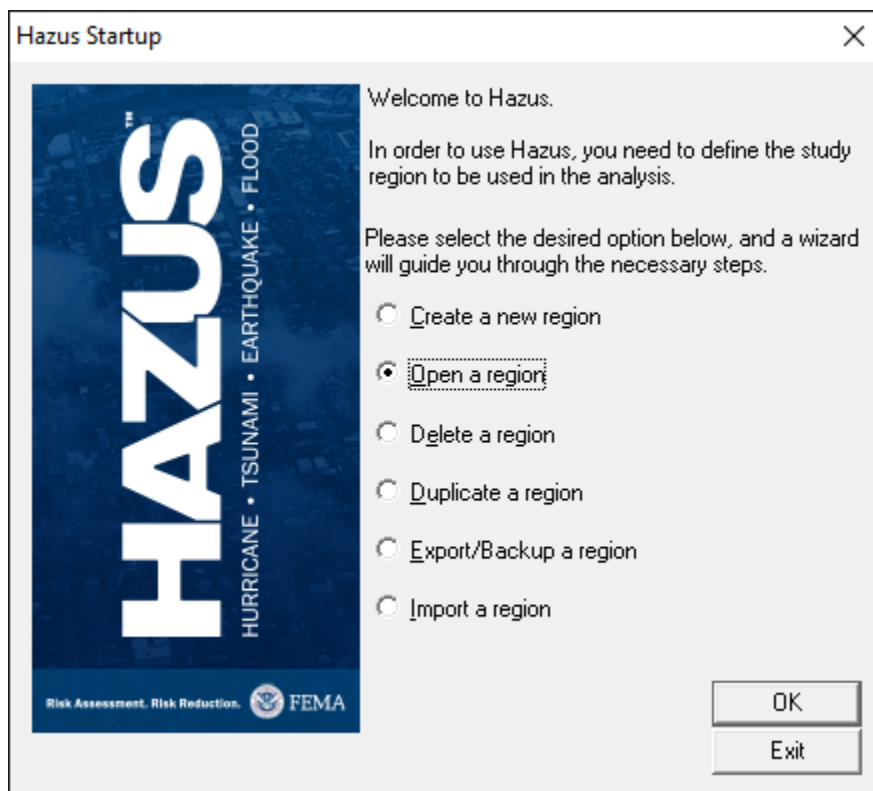 Hazus Startup
HAZUS™
HURRICANE • TSUNAMI • EARTHQUAKE • FLOOD
Risk Assessment. Risk Reduction. FEMA
Welcome to Hazus.
In order to use Hazus, you need to define the study
region to be used in the analysis.
Please select the desired option below, and a wizard
will guide you through the necessary steps.
Create a new region
Open a region
Delete a region
Duplicate a region
Export/Backup a region
Import a region
OK
Exit